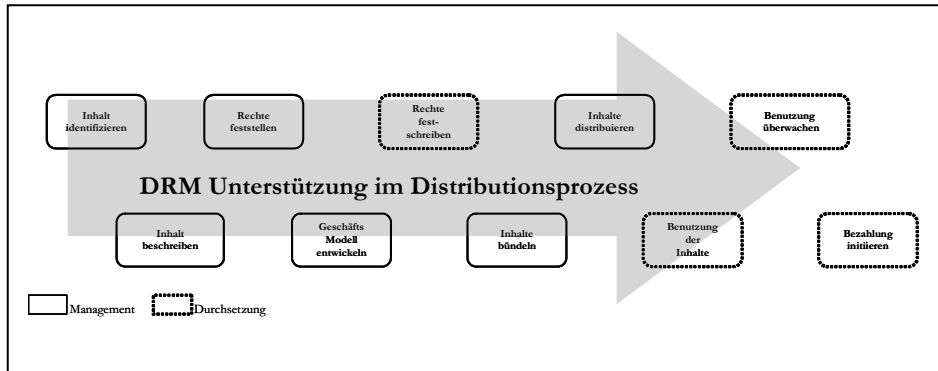 Inhalt
identifizieren
Rechte
feststellen
Rechte
fest-
schreiben
Inhalte
distribuieren
Benutzung
überwachen
DRM Unterstützung im Distributionsprozess
Inhalt
beschreiben
Geschäfts
Modell
entwickeln
Inhalte
bündeln
Benutzung
der
Inhalte
Bezahlung
initiieren
Management
Durchsetzung